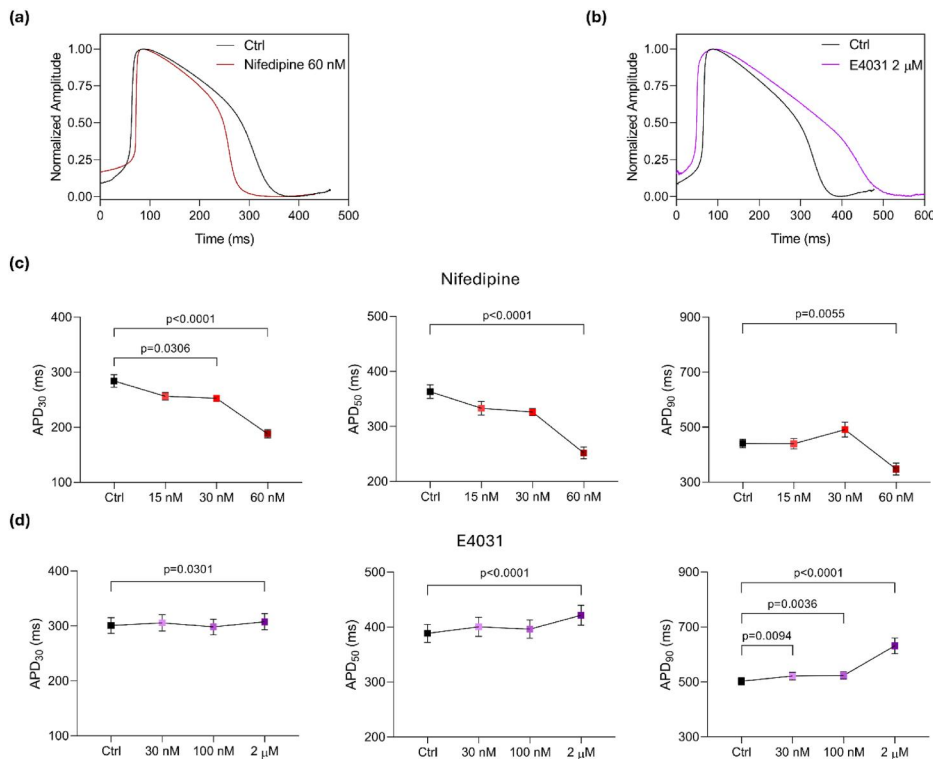 (a)
Normalized Amplitude
1.00
0.75
0.50
0.25
0.00
0 100 200 300 400 500
Time (ms)
Ctrl
Nifedipine 60 nM
(b)
Normalized Amplitude
1.00
0.75
0.50
0.25
0.00
0 100 200 300 400 500 600
Time (ms)
Ctrl
E4031 2 μM
(c)
Nifedipine
APD30 (ms)
400
300
200
100
p<0.0001
p=0.0306
Ctrl 15 nM 30 nM 60 nM
APD50 (ms)
500
400
300
200
p<0.0001
Ctrl 15 nM 30 nM 60 nM
APD90 (ms)
900
700
500
300
p=0.0055
Ctrl 15 nM 30 nM 60 nM
(d)
E4031
APD30 (ms)
400
300
200
100
p=0.0301
Ctrl 30 nM 100 nM 2 μM
APD50 (ms)
500
400
300
200
p<0.0001
Ctrl 30 nM 100 nM 2 μM
APD90 (ms)
900
700
500
300
p<0.0001
p=0.0036
p=0.0094
Ctrl 30 nM 100 nM 2 μM